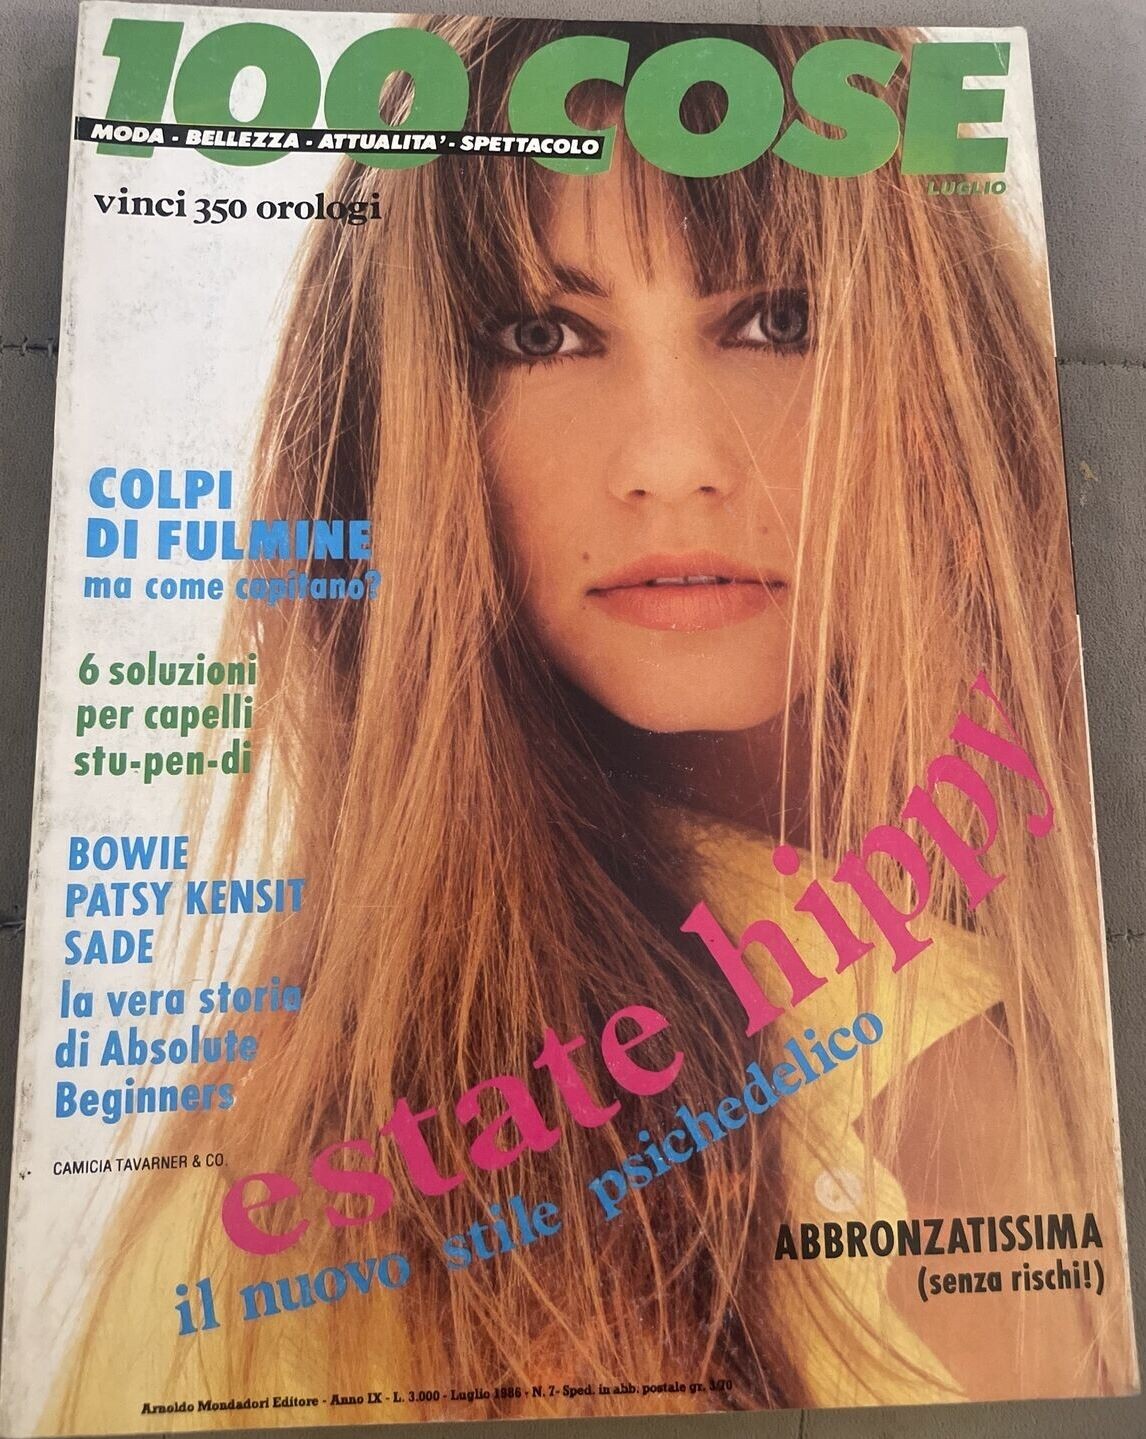 100 COSE
MODA - BELLEZZA - ATTUALITA' - SPETTACOLO
LUGLIO
vinci 350 orologi
COLPI
DI FULMINE
ma come capitano?
6 soluzioni
per capelli
stu-pen-di
BOWIE
PATSY KENSIT
SADE
la vera storia
di Absolute
Beginners
CAMICIA TAVARNER & CO.
estate hippy
il nuovo stile psichedelico
ABBRONZATISSIMA
(senza rischi!)
Arnoldo Mondadori Editore - Anno IX - L. 3.000 - Luglio 1986 - N. 7- Sped. in abb. postale gr. 3/70